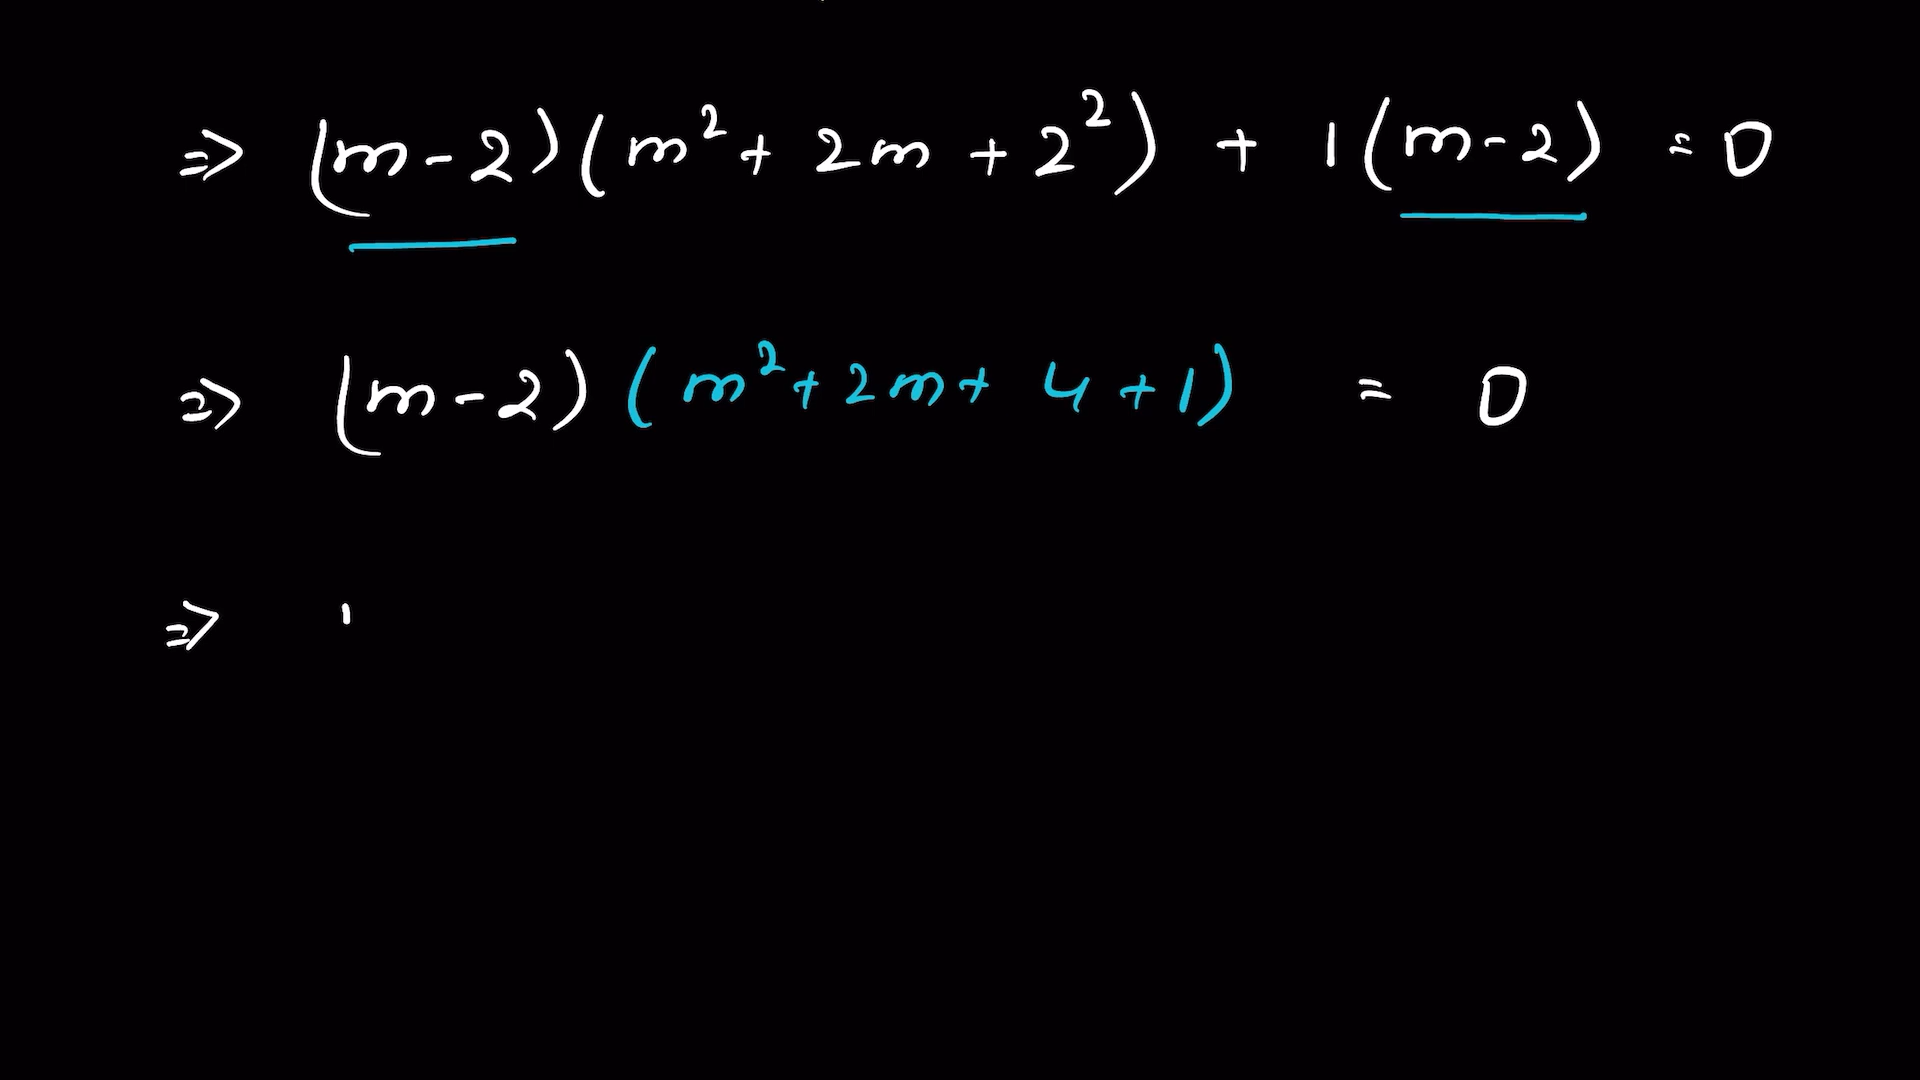 ⇒ (m-2)(m²+ 2m + 2²) + 1(m-2) = 0
⇒ (m-2)(m²+2m+ 4+1) = 0
⇒